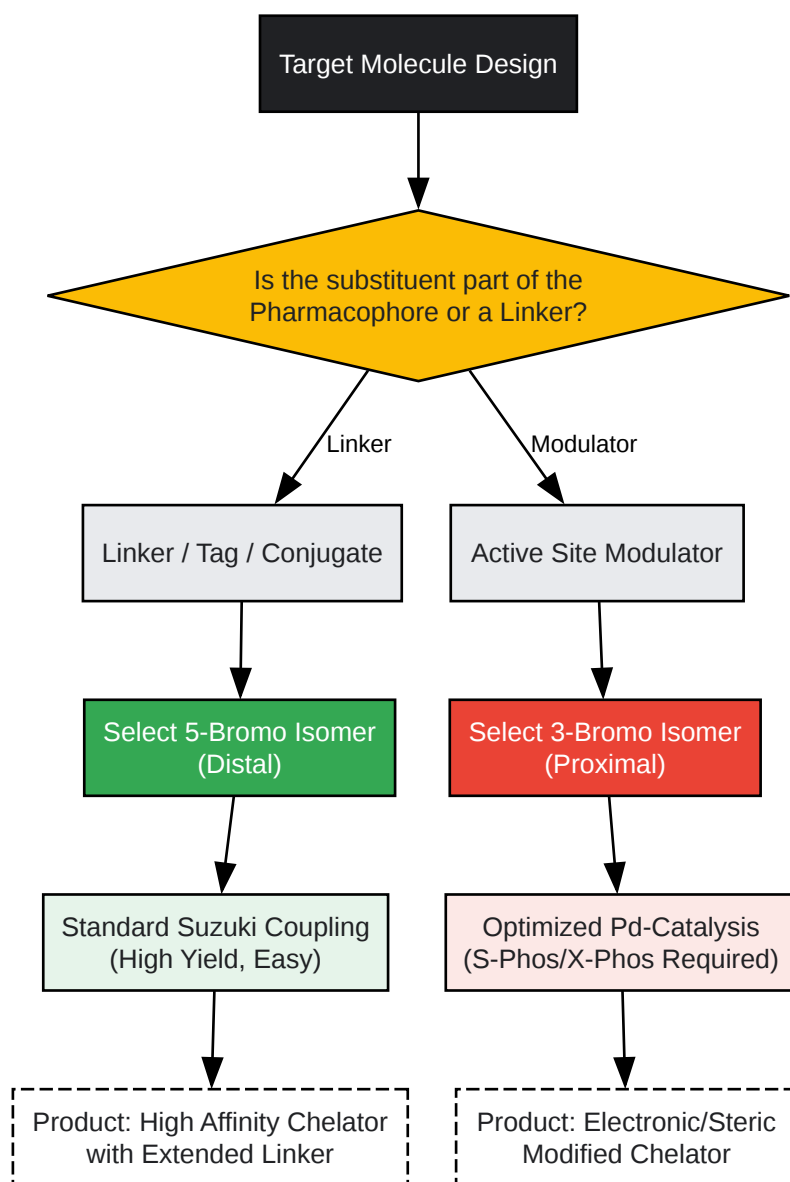 Target Molecule Design
Is the substituent part of the
Pharmacophore or a Linker?
Linker
Modulator
Linker / Tag / Conjugate
Active Site Modulator
Select 5-Bromo Isomer
(Distal)
Select 3-Bromo Isomer
(Proximal)
Standard Suzuki Coupling
(High Yield, Easy)
Optimized Pd-Catalysis
(S-Phos/X-Phos Required)
Product: High Affinity Chelator
with Extended Linker
Product: Electronic/Steric
Modified Chelator